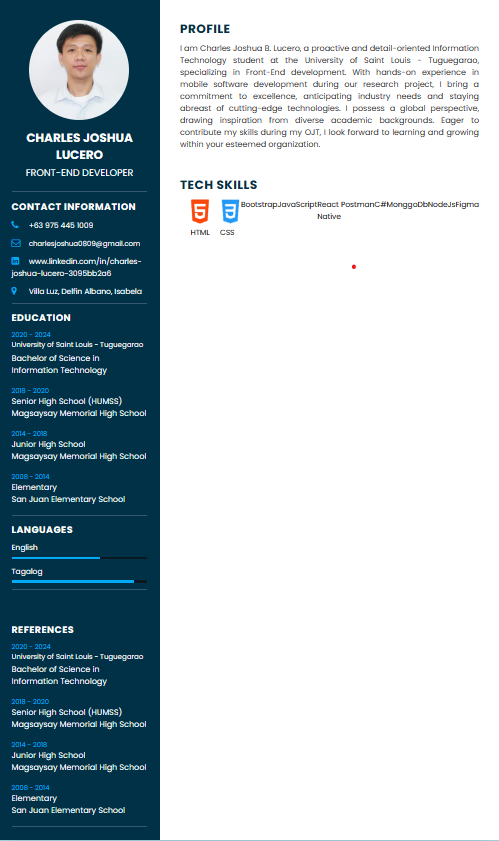 CHARLES JOSHUA
LUCERO
FRONT-END DEVELOPER
CONTACT INFORMATION
+63 975 445 1009
charlesjoshua0809@gmail.com
www.linkedin.com/in/charles-
joshua-lucero-3095bb2a6
Villa Luz, Delfin Albano, Isabela
EDUCATION
2020 - 2024
University of Saint Louis - Tuguegarao
Bachelor of Science in
Information Technology
2018 - 2020
Senior High School (HUMSS)
Magsaysay Memorial High School
2014 - 2018
Junior High School
Magsaysay Memorial High School
2008 - 2014
Elementary
San Juan Elementary School
LANGUAGES
English
Tagalog
REFERENCES
2020 - 2024
University of Saint Louis - Tuguegarao
Bachelor of Science in
Information Technology
2018 - 2020
Senior High School (HUMSS)
Magsaysay Memorial High School
2014 - 2018
Junior High School
Magsaysay Memorial High School
2008 - 2014
Elementary
San Juan Elementary School
PROFILE
I am Charles Joshua B. Lucero, a proactive and detail-oriented Information
Technology student at the University of Saint Louis - Tuguegarao,
specializing in Front-End development. With hands-on experience in
mobile software development during our research project, I bring a
commitment to excellence, anticipating industry needs and staying
abreast of cutting-edge technologies. I possess a global perspective,
drawing inspiration from diverse academic backgrounds. Eager to
contribute my skills during my OJT, I look forward to learning and growing
within your esteemed organization.
TECH SKILLS
BootstrapJavaScriptReact PostmanC#MonggoDbNodeJsFigma
Native
HTML CSS